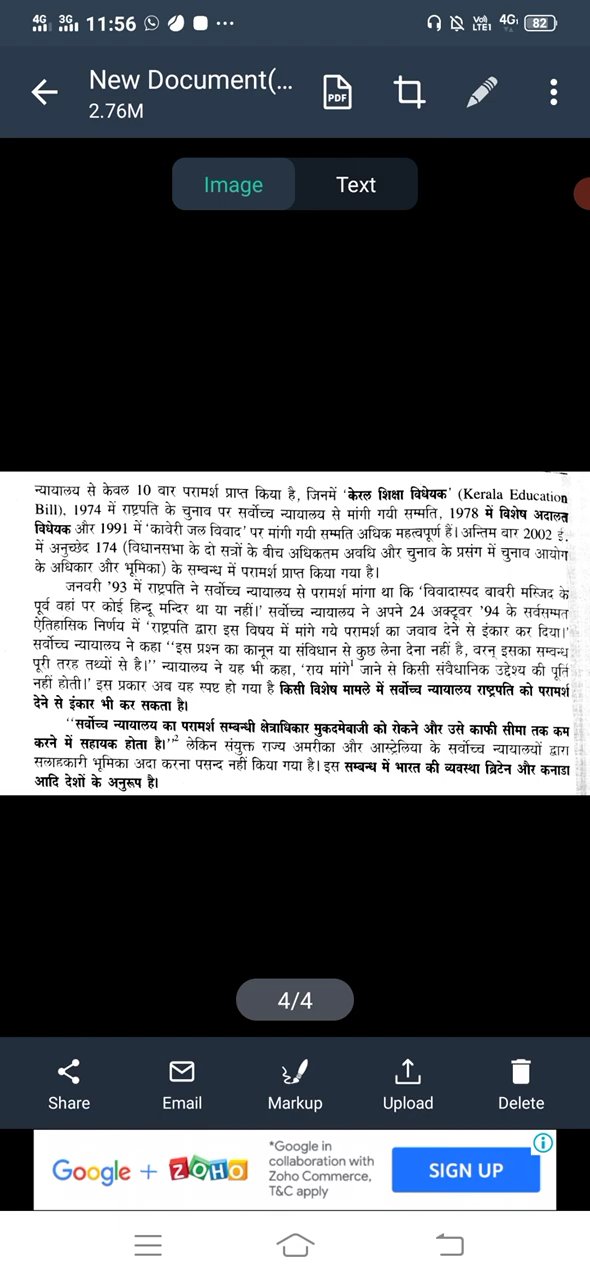 4G 3G 11:56 ... Vol) LTE1 4G 82
New Document(...
2.76M
PDF
Image Text
न्यायालय से केवल 10 बार परामर्श प्राप्त किया है, जिनमें 'केरल शिक्षा विधेयक' (Kerala Education
Bill), 1974 में राष्ट्रपति के चुनाव पर सर्वोच्च न्यायालय से मांगी गयी सम्मति, 1978 में विशेष अदालत
विधेयक और 1991 में 'कावेरी जल विवाद' पर मांगी गयी सम्मति अधिक महत्वपूर्ण हैं। अन्तिम बार 2002 ई.
में अनुच्छेद 174 (विधानसभा के दो सत्रों के बीच अधिकतम अवधि और चुनाव के प्रसंग में चुनाव आयोग
के अधिकार और भूमिका) के सम्बन्ध में परामर्श प्राप्त किया गया है।
जनवरी '93 में राष्ट्रपति ने सर्वोच्च न्यायालय से परामर्श मांगा था कि 'विवादास्पद बावरी मस्जिद के
पूर्व वहां पर कोई हिन्दू मन्दिर था या नहीं।' सर्वोच्च न्यायालय ने अपने 24 अक्टूबर '94 के सर्वसम्मत
ऐतिहासिक निर्णय में 'राष्ट्रपति द्वारा इस विषय में मांगे गये परामर्श का जवाब देने से इंकार कर दिया।'
सर्वोच्च न्यायालय ने कहा "इस प्रश्न का कानून या संविधान से कुछ लेना देना नहीं है, वरन् इसका सम्बन्ध
पूरी तरह तथ्यों से है।" न्यायालय ने यह भी कहा, 'राय मांगे' जाने से किसी संवैधानिक उद्देश्य की पूर्ति
नहीं होती।' इस प्रकार अब यह स्पष्ट हो गया है किसी विशेष मामले में सर्वोच्च न्यायालय राष्ट्रपति को परामर्श
देने से इंकार भी कर सकता है।
"सर्वोच्च न्यायालय का परामर्श सम्बन्धी क्षेत्राधिकार मुकदमेबाजी को रोकने और उसे काफी सीमा तक कम
करने में सहायक होता है।"2 लेकिन संयुक्त राज्य अमरीका और आस्ट्रेलिया के सर्वोच्च न्यायालयों द्वारा
सलाहकारी भूमिका अदा करना पसन्द नहीं किया गया है। इस सम्बन्ध में भारत की व्यवस्था ब्रिटेन और कनाडा
आदि देशों के अनुरूप है।
4/4
Share Email Markup Upload Delete
Google + ZOHO
*Google in
collaboration with
Zoho Commerce,
T&C apply
SIGN UP